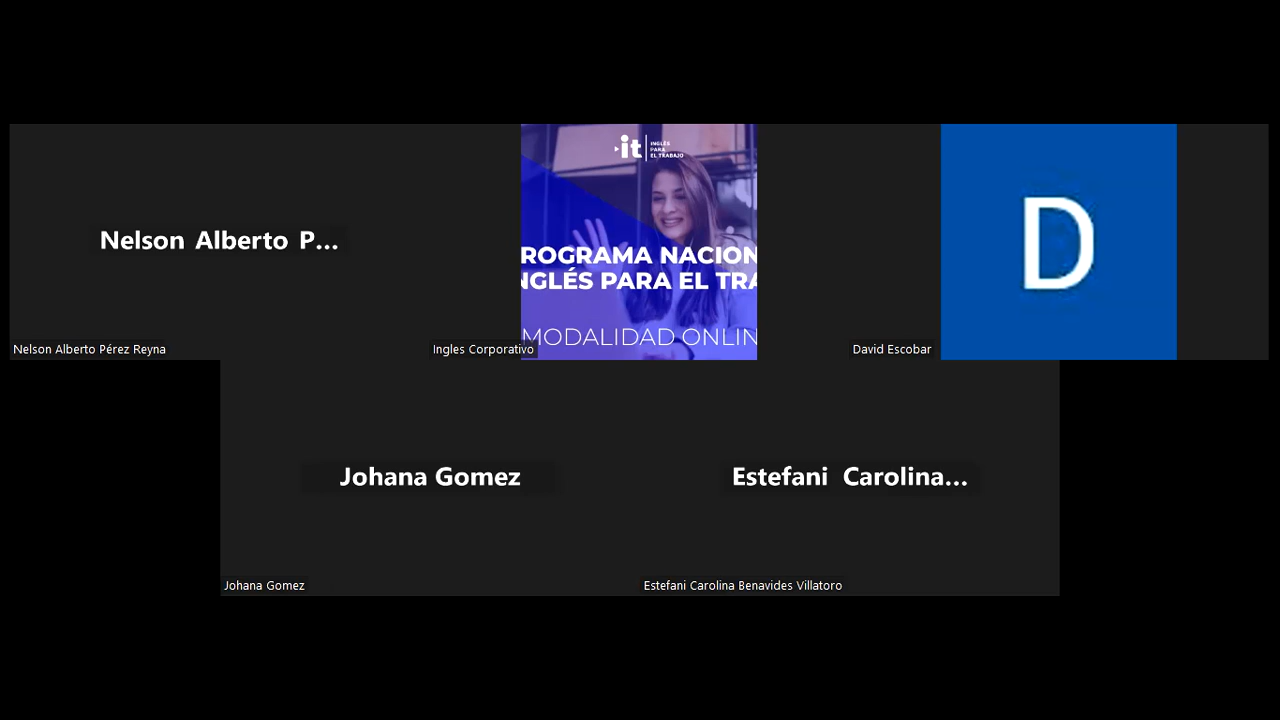 Nelson Alberto P...
Nelson Alberto Pérez Reyna
it INGLÉS
PARA
EL TRABAJO
ROGRAMA NACION
NGLÉS PARA EL TRA
MODALIDAD ONLIN
Ingles Corporativo
D
David Escobar
Johana Gomez
Johana Gomez
Estefani Carolina...
Estefani Carolina Benavides Villatoro